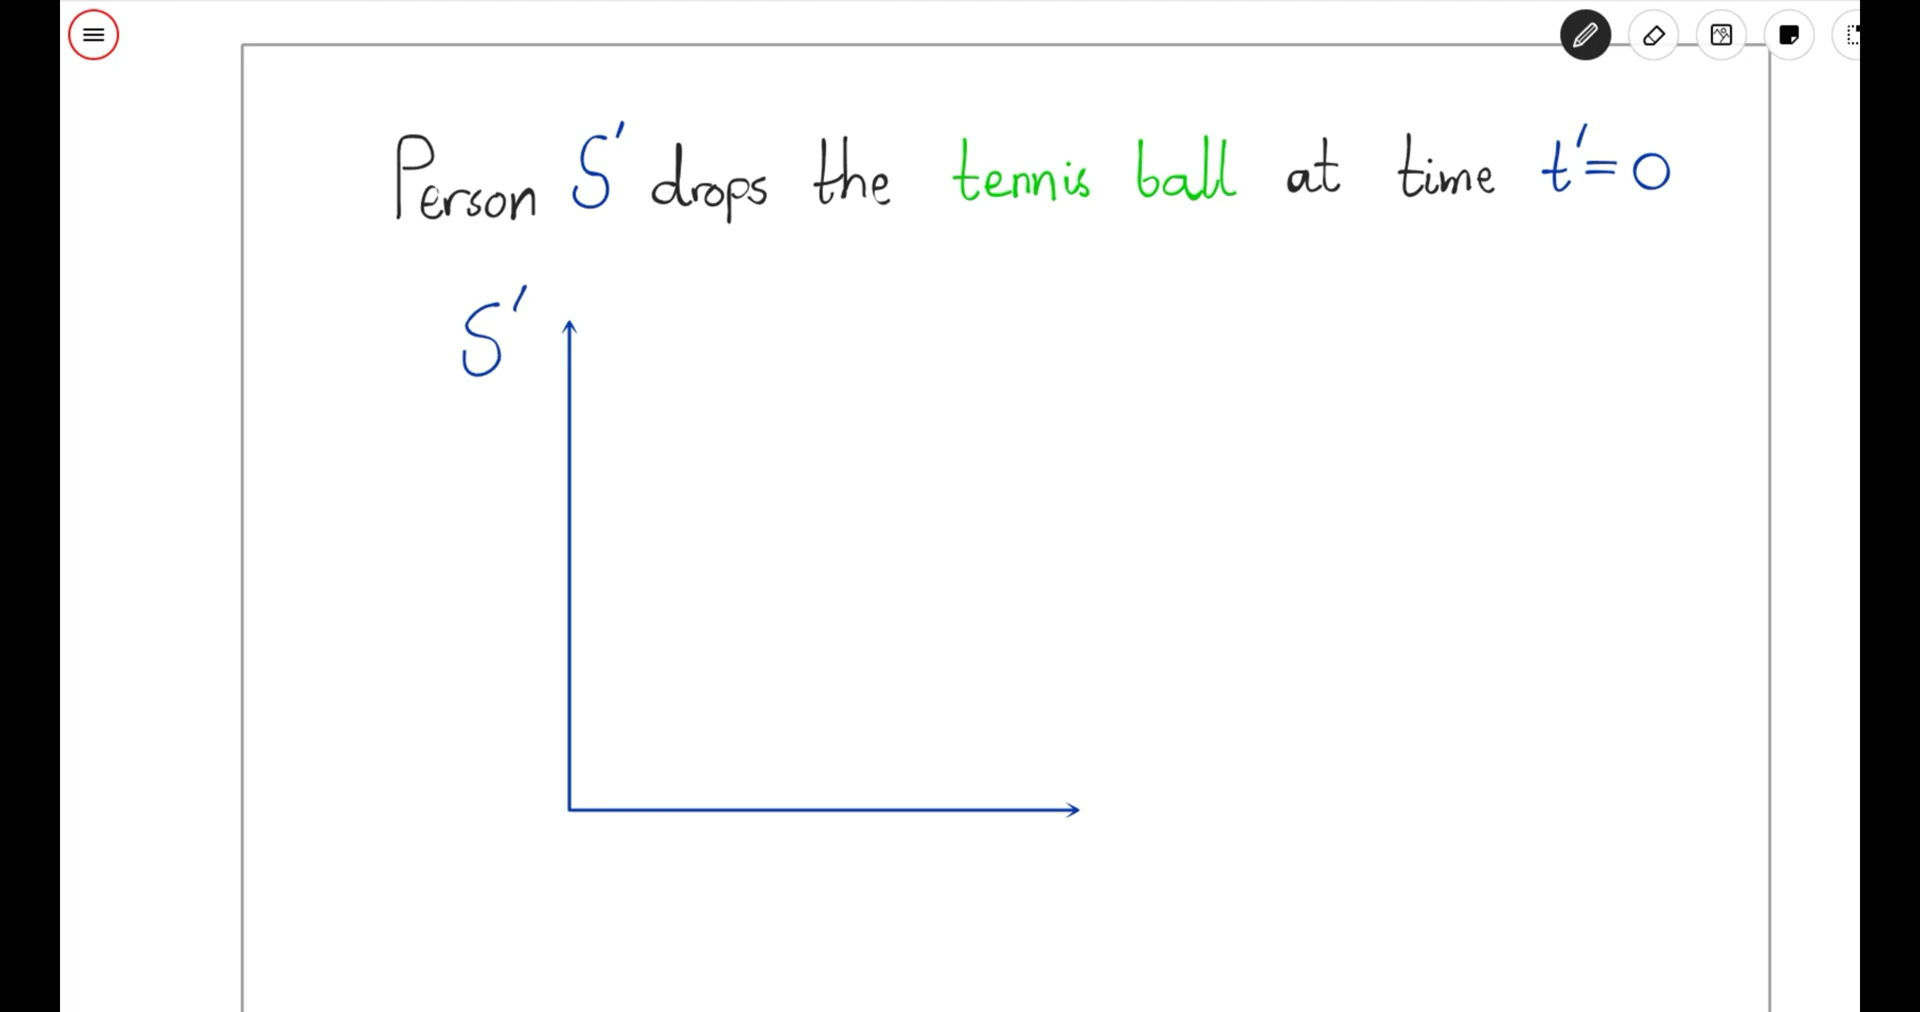 Person S' drops the tennis ball at time t'=0
S'